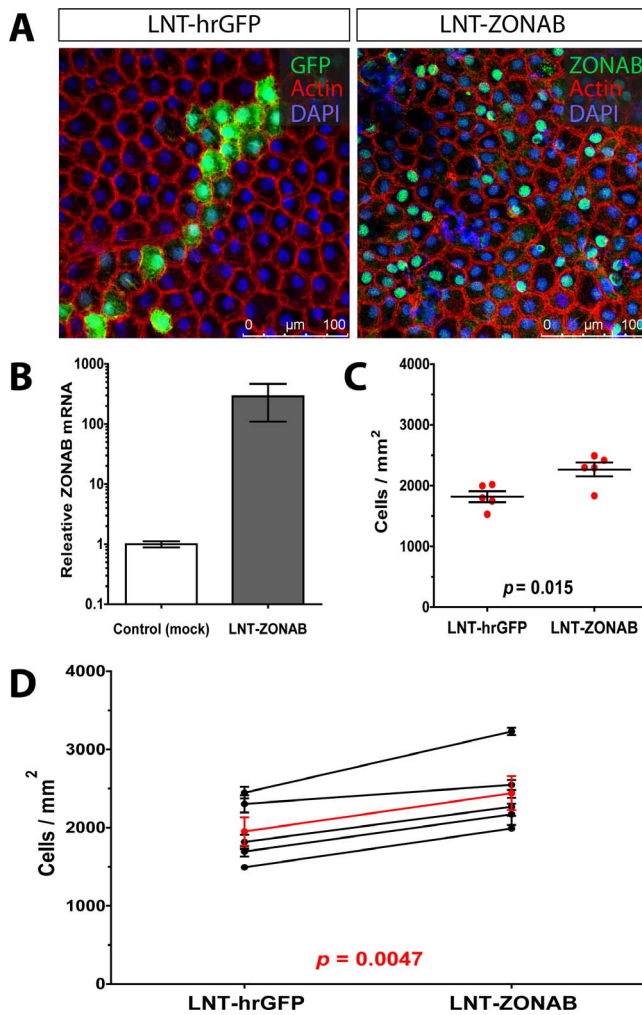 A
LNT-hrGFP
LNT-ZONAB
GFP
Actin
DAPI
ZONAB
Actin
DAPI
0 µm 100
0 µm 100
B
Releative ZONAB mRNA
1000
100
10
1
0.1
Control (mock)
LNT-ZONAB
C
Cells / mm²
4000
3000
2000
1000
0
p = 0.015
LNT-hrGFP
LNT-ZONAB
D
Cells / mm²
4000
3000
2000
1000
0
p = 0.0047
LNT-hrGFP
LNT-ZONAB